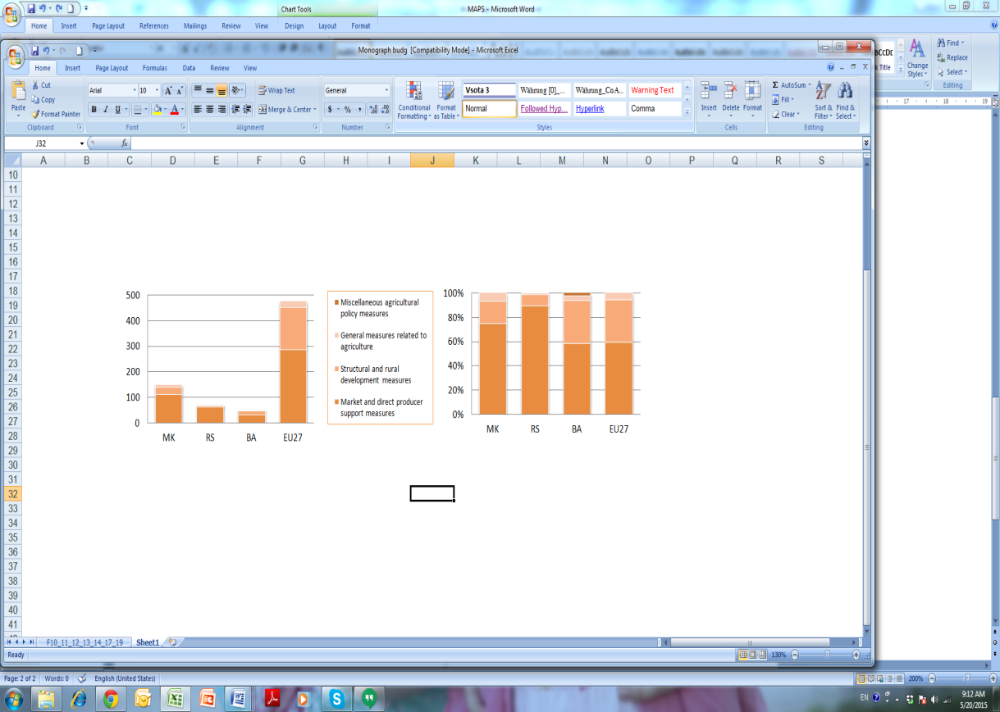 Chart Tools
MAPS - Microsoft Word
Home Insert Page Layout References Mailings Review View Design Layout Format
Monograph budg [Compatibility Mode] - Microsoft Excel
Home Insert Page Layout Formulas Data Review View
Paste
Cut
Copy
Format Painter
Clipboard
Arial 10
B I U
Font
Wrap Text
Merge & Center
Alignment
General
$ % ,
Number
Conditional Formatting
Format as Table
Vsota 3 Währung [0]_... Währung_CoA... Warning Text
Normal Followed Hyp... Hyperlink Comma
Styles
Insert Delete Format
Cells
Σ AutoSum
Fill
Clear
Sort & Filter
Find & Select
Editing
Title
Change Styles
Find
Replace
Select
Editing
17 18 19
J32 fx
A B C D E F G H I J K L M N O P Q R S
10
11
12
13
14
15
16
17
18
19
20
21
22
23
24
25
26
27
28
29
30
31
32
33
34
35
36
37
38
39
40
41
500
400
300
200
100
0
MK RS BA EU27
Miscellaneous agricultural
policy measures
General measures related to
agriculture
Structural and rural
development measures
Market and direct producer
support measures
100%
80%
60%
40%
20%
0%
MK RS BA EU27
F10_11_12_13_14_17_19 Sheet1
Ready 130%
Page: 2 of 2 Words: 0 English (United States) 200%
EN 9:12 AM
5/20/2015